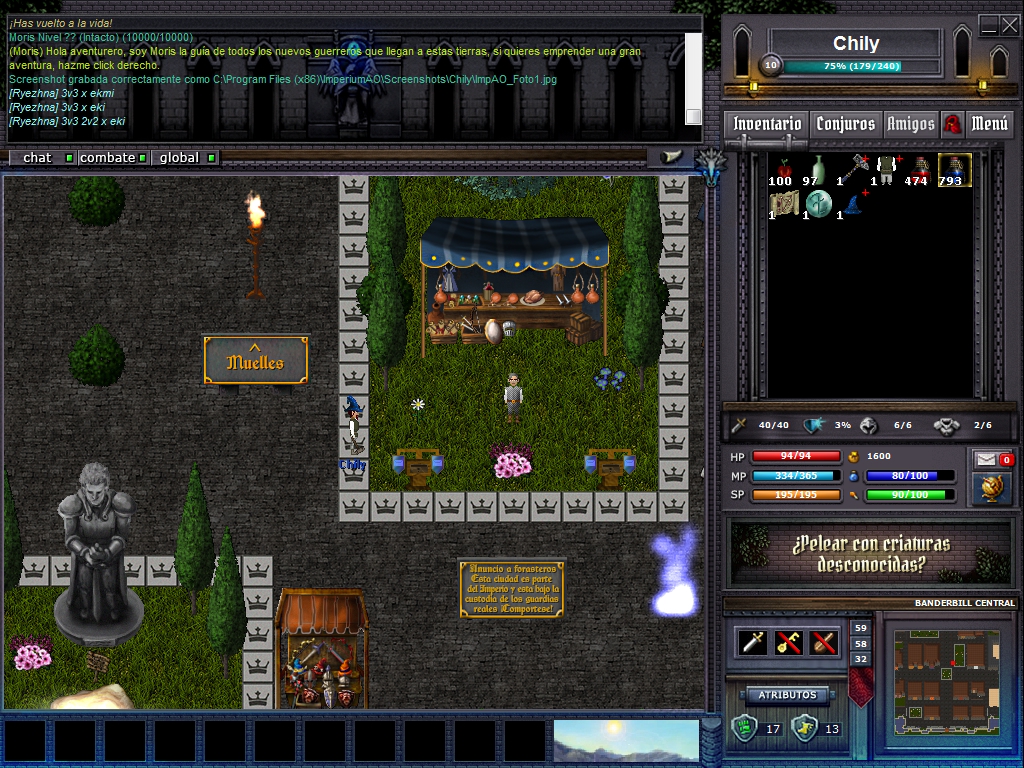 ¡Has vuelto a la vida!
Moris Nivel ?? (Intacto) (10000/10000)
(Moris) Hola aventurero, soy Moris la guía de todos los nuevos guerreros que llegan a estas tierras, si quieres emprender una gran
aventura, hazme click derecho.
Screenshot grabada correctamente como C:\Program Files (x86)\ImperiumAO\Screenshots\Chily\ImpAO_Foto1.jpg
[Ryezhna] 3v3 x ekmi
[Ryezhna] 3v3 x eki
[Ryezhna] 3v3 2v2 x eki
chat combate global
Chily
10 75% (179/240)
Inventario Conjuros Amigos Menú
100 97 1 1 474 793
1 1 1
Muelles
Chily
Anuncio a forasteros
Esta ciudad es parte
del Imperio y esta bajo la
custodia de los guardias
reales Comportese!
40/40 3% 6/6 2/6
HP 94/94 1600
MP 334/365 80/100
SP 195/195 90/100
0
¿Pelear con criaturas
desconocidas?
BANDERBILL CENTRAL
59
58
32
ATRIBUTOS
17 13